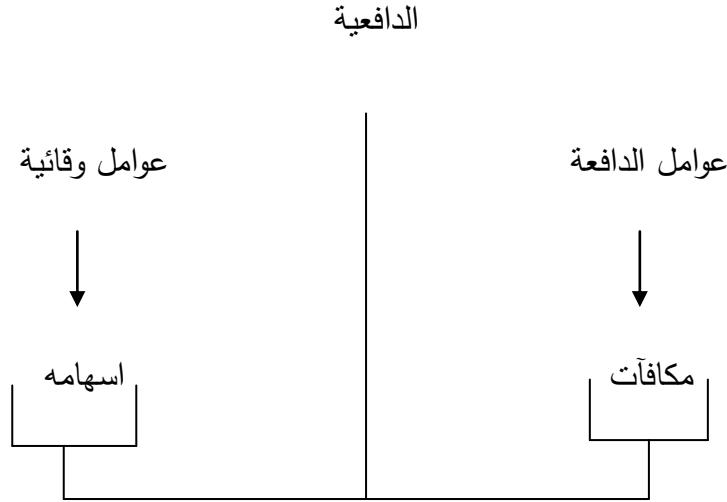 الدافعية
عوامل الدافعة
عوامل وقائية
مكافآت
اسهامه